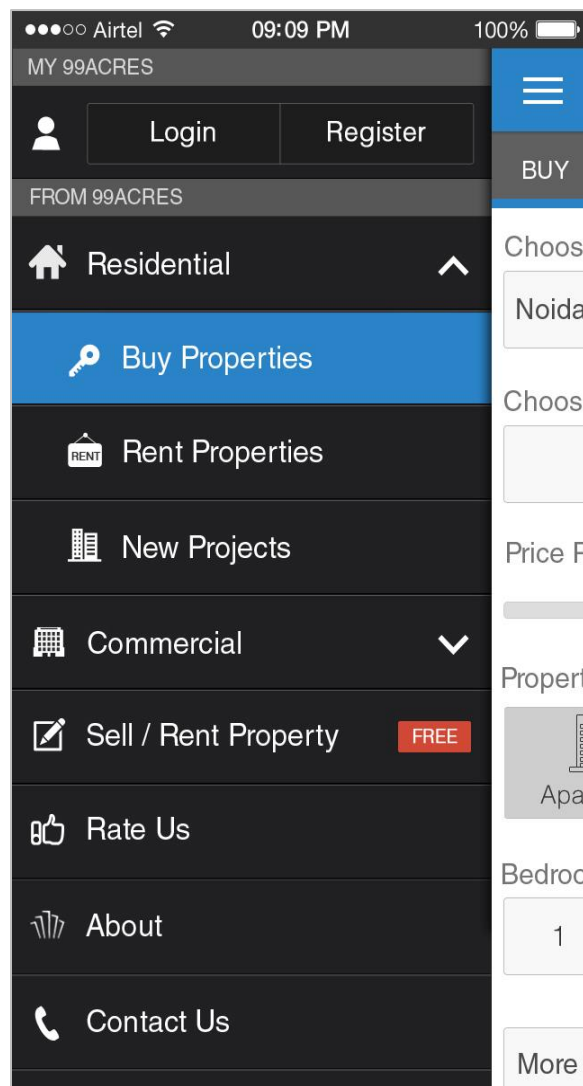 Airtel 09:09 PM 100%
MY 99ACRES
Login Register
BUY
FROM 99ACRES
Residential
Choos
Noida
Buy Properties
Choos
RENT Rent Properties
New Projects
Price
Commercial
Propert
Sell / Rent Property FREE
Apa
Rate Us
Bedroo
About
1
Contact Us
More